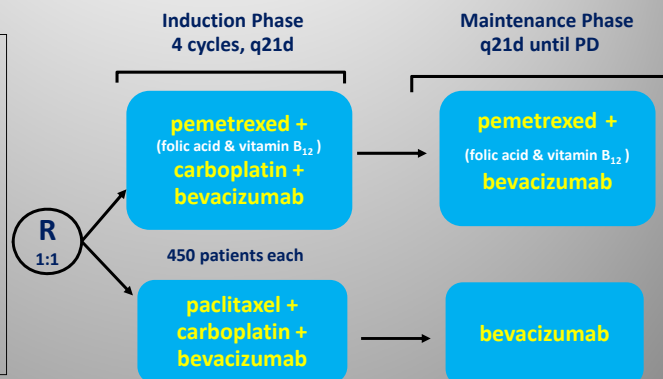 Induction Phase
4 cycles, q21d
Maintenance Phase
q21d until PD
pemetrexed +
(folic acid & vitamin B12 )
carboplatin +
bevacizumab
pemetrexed +
(folic acid & vitamin B12 )
bevacizumab
R
1:1
450 patients each
paclitaxel +
carboplatin +
bevacizumab
bevacizumab